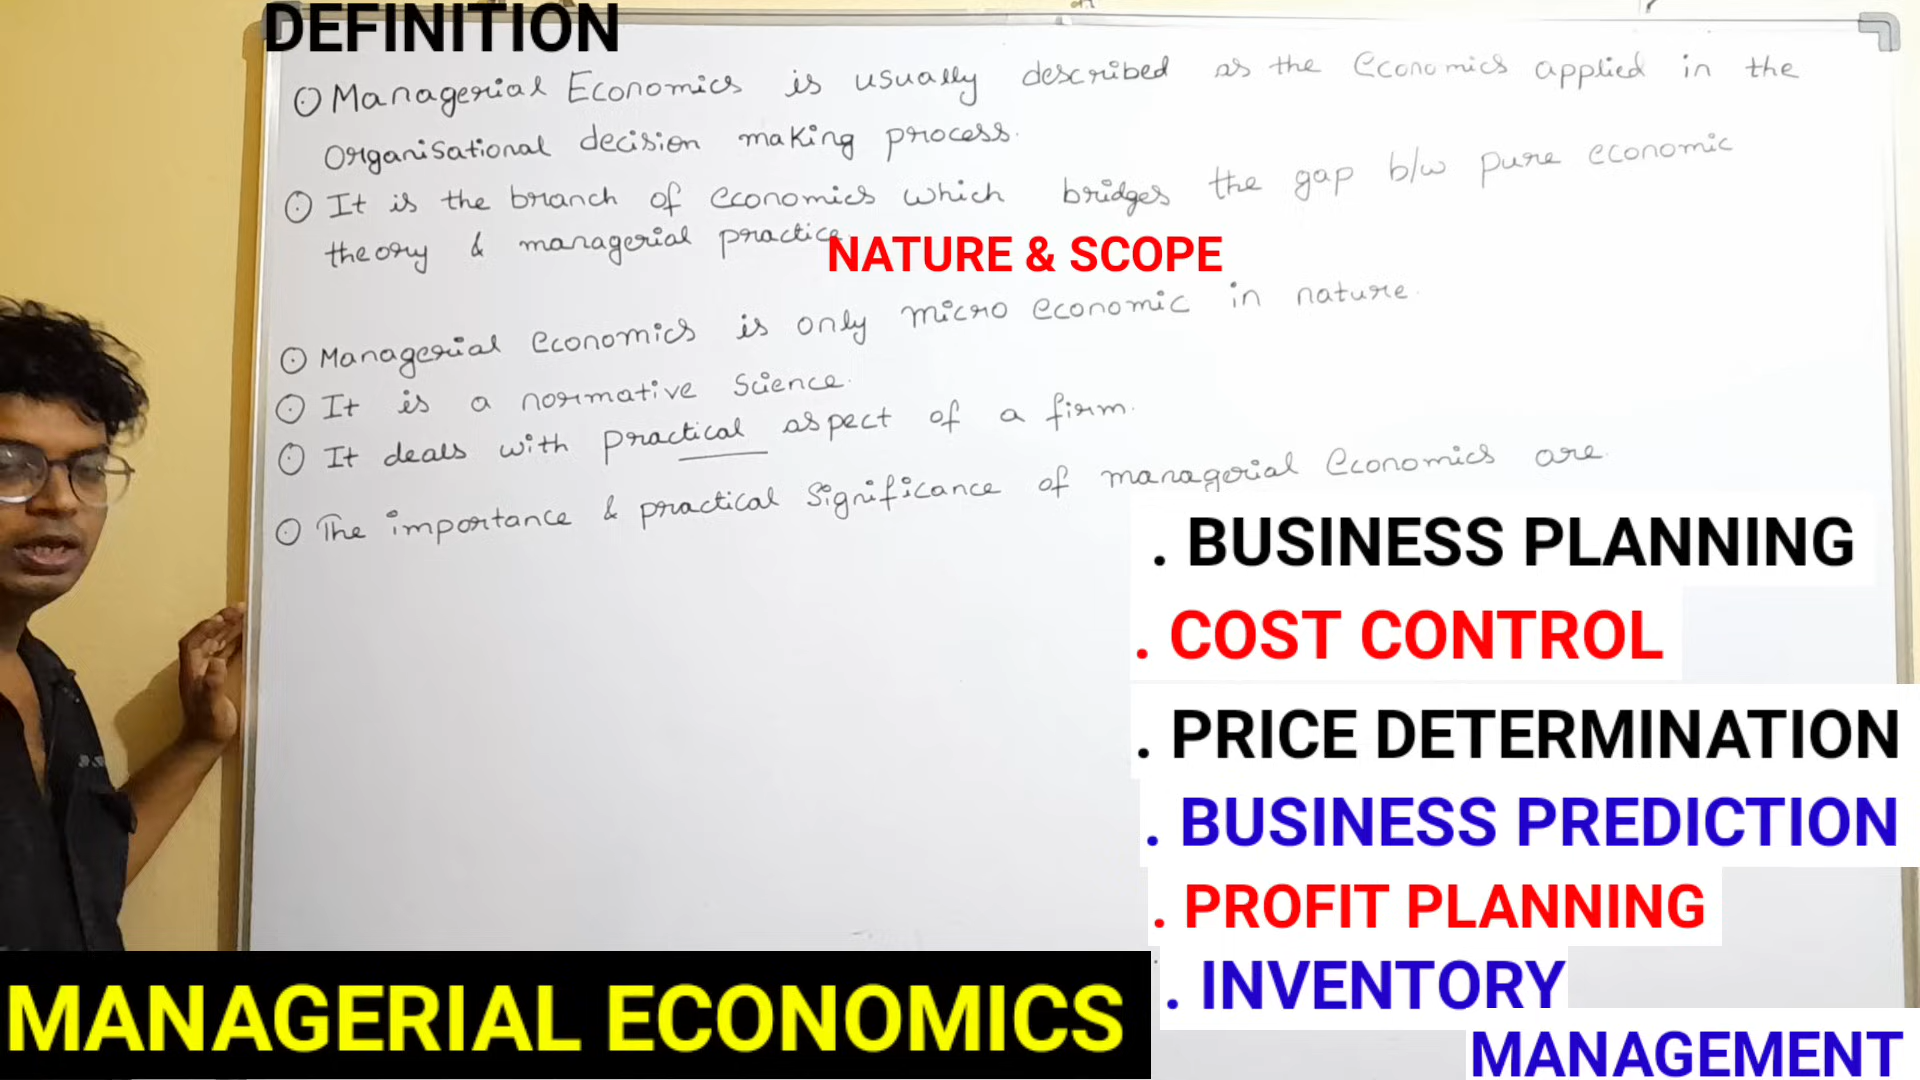 DEFINITION
Managerial Economics is usually described as the Economics applied in the
Organisational decision making process.
It is the branch of economics which bridges the gap b/w pure economic
theory & managerial practice.
NATURE & SCOPE
Managerial Economics is only micro economic in nature.
It is a normative Science.
It deals with practical aspect of a firm.
The importance & practical Significance of managerial Economics are
. BUSINESS PLANNING
. COST CONTROL
. PRICE DETERMINATION
. BUSINESS PREDICTION
. PROFIT PLANNING
. INVENTORY
MANAGEMENT
MANAGERIAL ECONOMICS